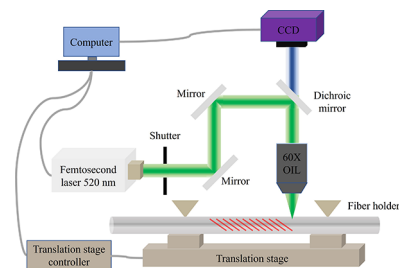 CCD
Computer
Mirror
Dichroic
mirror
Shutter
60X
OIL
Femtosecond
laser 520 nm
Mirror
Fiber holder
Translation stage
controller
Translation stage